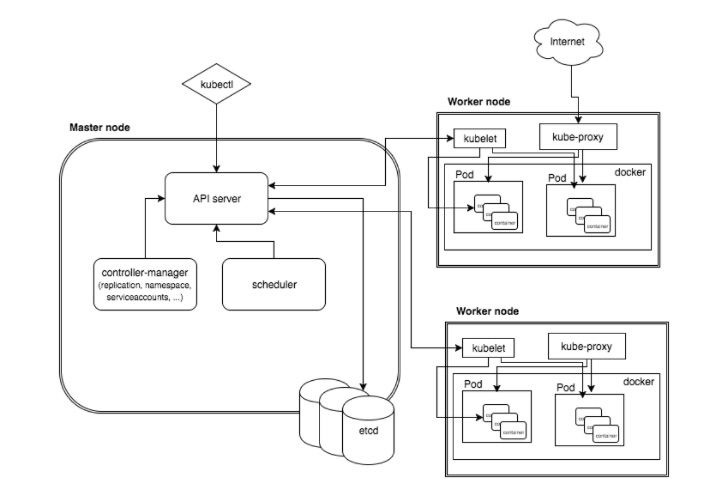 Internet
kubectl
Master node
API server
controller-manager
(replication, namespace,
serviceaccounts, ...)
scheduler
etcd
Worker node
kubelet
kube-proxy
docker
Pod
container
Pod
container
Worker node
kubelet
kube-proxy
docker
Pod
container
Pod
container